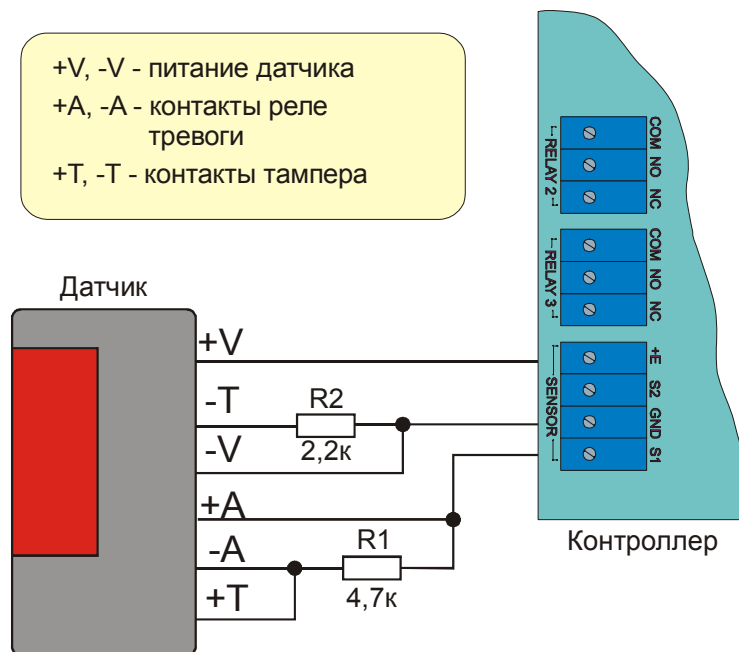 +V, -V - питание датчика
+A, -A - контакты реле
тревоги
+T, -T - контакты тампера
Датчик
+V
-T
R2
2,2к
-V
+A
-A
R1
4,7к
+T
COM
NO
NC
RELAY 2
COM
NO
NC
RELAY 3
+E
S2
GND
S1
SENSOR
Контроллер